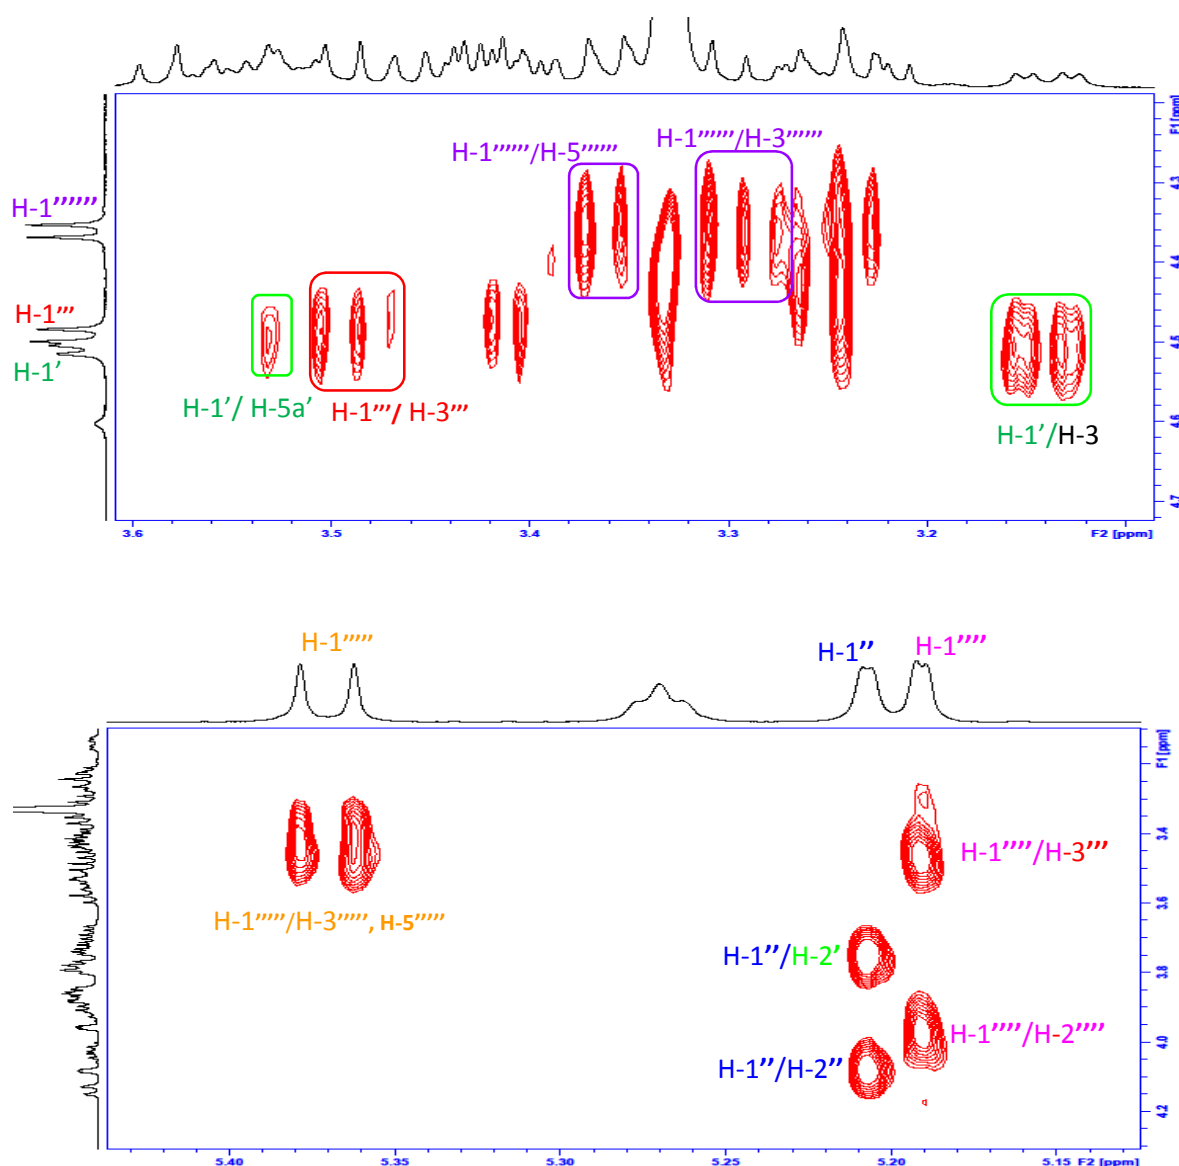 F1 [ppm]
H-1’’’’’’/H-5’’’’’’
H-1’’’’’’/H-3’’’’’’
4.3
H-1’’’’’’
4.4
H-1’’’
4.5
H-1’
H-1’/ H-5a’
H-1’’’/ H-3’’’
4.6
H-1’/H-3
4.7
3.6 3.5 3.4 3.3 3.2 F2 [ppm]
H-1’’’’’
H-1’’
H-1’’’’
F1 [ppm]
3.4
H-1’’’’/H-3’’’
3.6
H-1’’’’’/H-3’’’’’, H-5’’’’’
H-1’’/H-2’
3.8
H-1’’’’/H-2’’’’
4.0
H-1’’/H-2’’
4.2
5.40 5.35 5.30 5.25 5.20 5.15 F2 [ppm]